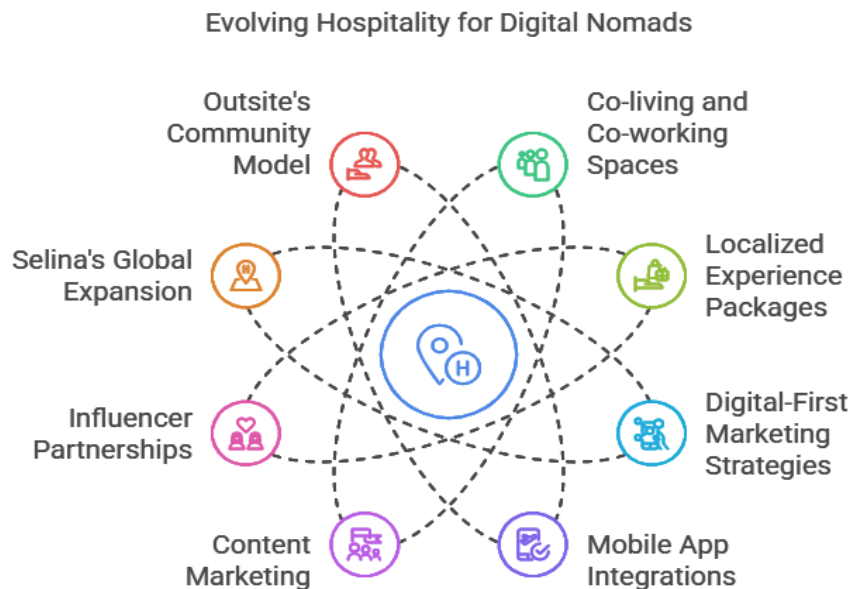 Evolving Hospitality for Digital Nomads
Outsite's
Community
Model
Co-living and
Co-working
Spaces
Selina's Global
Expansion
Localized
Experience
Packages
H
H
Influencer
Partnerships
Digital-First
Marketing
Strategies
Content
Marketing
Mobile App
Integrations